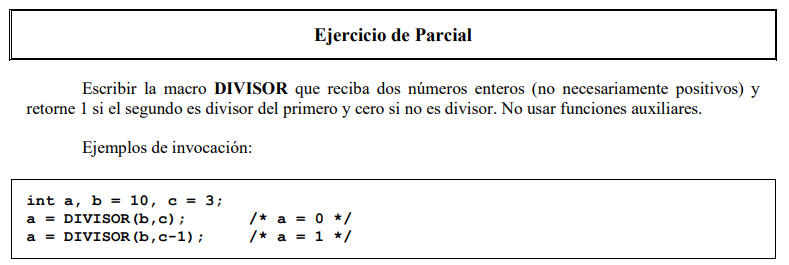 Ejercicio de Parcial
Escribir la macro DIVISOR que reciba dos números enteros (no necesariamente positivos) y
retorne 1 si el segundo es divisor del primero y cero si no es divisor. No usar funciones auxiliares.
Ejemplos de invocación:
int a, b = 10, c = 3;
a = DIVISOR(b,c); /* a = 0 */
a = DIVISOR(b,c-1); /* a = 1 */